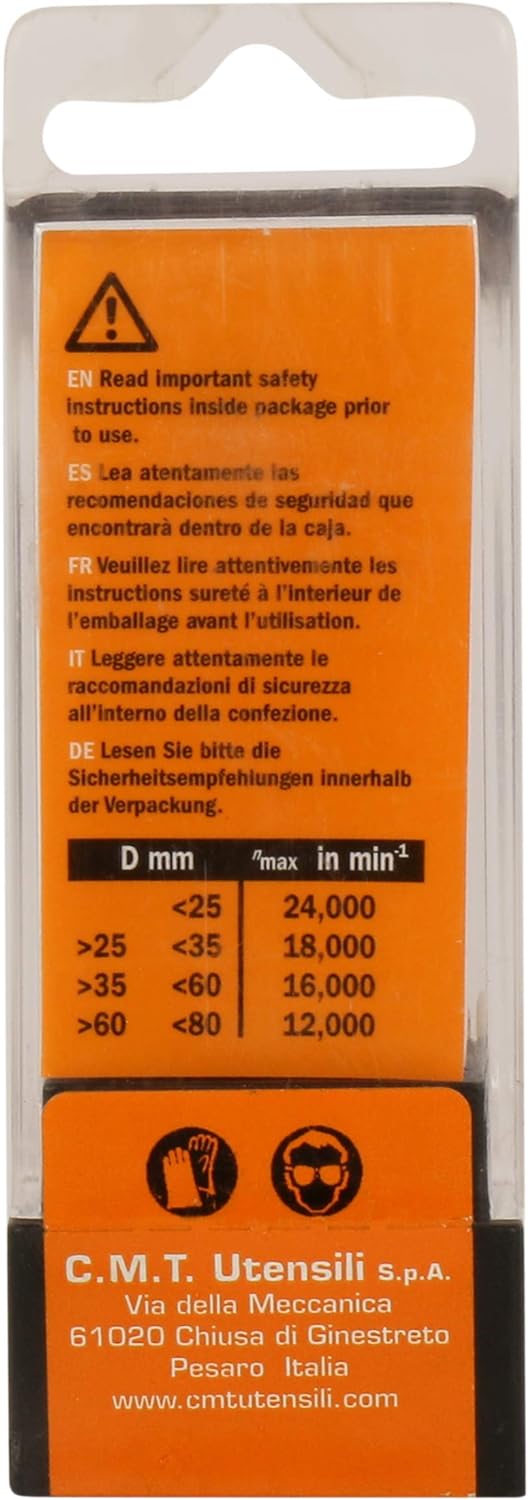 EN Read important safety
instructions inside package prior
to use.
ES Lea atentamente las
recomendaciones de seguridad que
encontrarà dentro de la caja.
FR Veuillez lire attentivement les
instructions sureté à l'interieur de
l'emballage avant l'utilisation.
IT Leggere attentamente le
raccomandazioni di sicurezza
all'interno della confezione.
DE Lesen Sie bitte die
Sicherheitsempfehlungen innerhalb
der Verpackung.
D mm nmax in min-1
<25 24,000
>25 <35 18,000
>35 <60 16,000
>60 <80 12,000
C.M.T. Utensili S.p.A.
Via della Meccanica
61020 Chiusa di Ginestreto
Pesaro Italia
www.cmtutensili.com